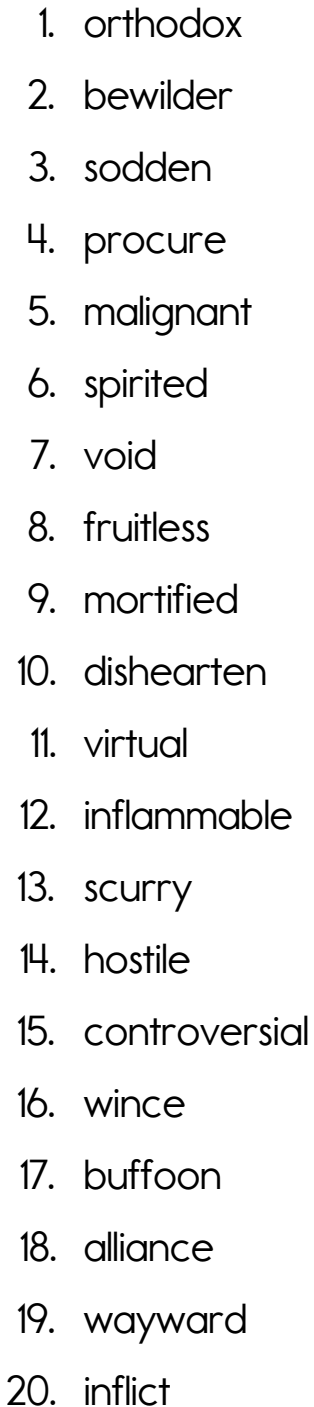 1. orthodox
2. bewilder
3. sodden
4. procure
5. malignant
6. spirited
7. void
8. fruitless
9. mortified
10. dishearten
11. virtual
12. inflammable
13. scurry
14. hostile
15. controversial
16. wince
17. buffoon
18. alliance
19. wayward
20. inflict